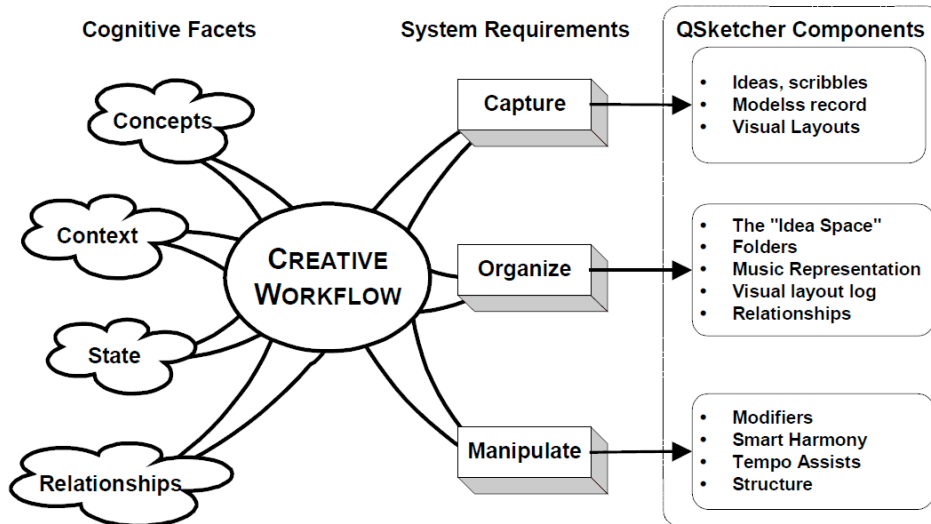 Cognitive Facets
System Requirements
QSketcher Components
Concepts
Context
State
Relationships
CREATIVE
WORKFLOW
Capture
Organize
Manipulate
• Ideas, scribbles
• Modelss record
• Visual Layouts
• The "Idea Space"
• Folders
• Music Representation
• Visual layout log
• Relationships
• Modifiers
• Smart Harmony
• Tempo Assists
• Structure